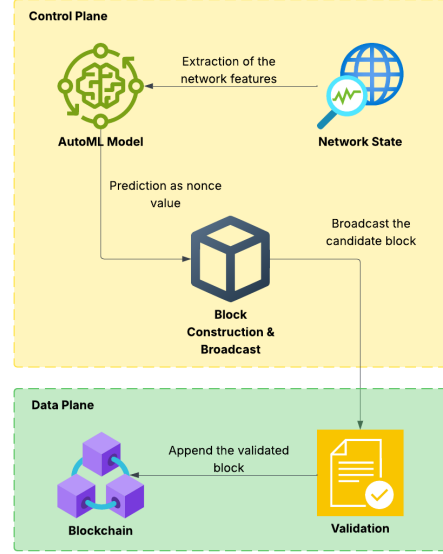 Control Plane
Extraction of the
network features
AutoML Model
Network State
Prediction as nonce
value
Broadcast the
candidate block
Block
Construction &
Broadcast
Data Plane
Append the validated
block
Blockchain
Validation